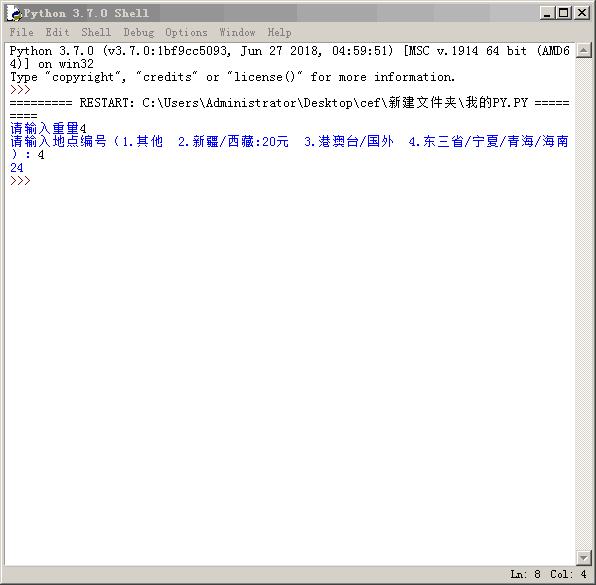 Python 3.7.0 Shell
File Edit Shell Debug Options Window Help
Python 3.7.0 (v3.7.0:1bf9cc5093, Jun 27 2018, 04:59:51) [MSC v.1914 64 bit (AMD6
4)] on win32
Type "copyright", "credits" or "license()" for more information.
>>>
========= RESTART: C:\Users\Administrator\Desktop\cef\新建文件夹\我的PY.PY =====
====
请输入重量4
请输入地点编号（1.其他  2.新疆/西藏:20元  3.港澳台/国外  4.东三省/宁夏/青海/海南
）：4
24
>>>
Ln: 8 Col: 4